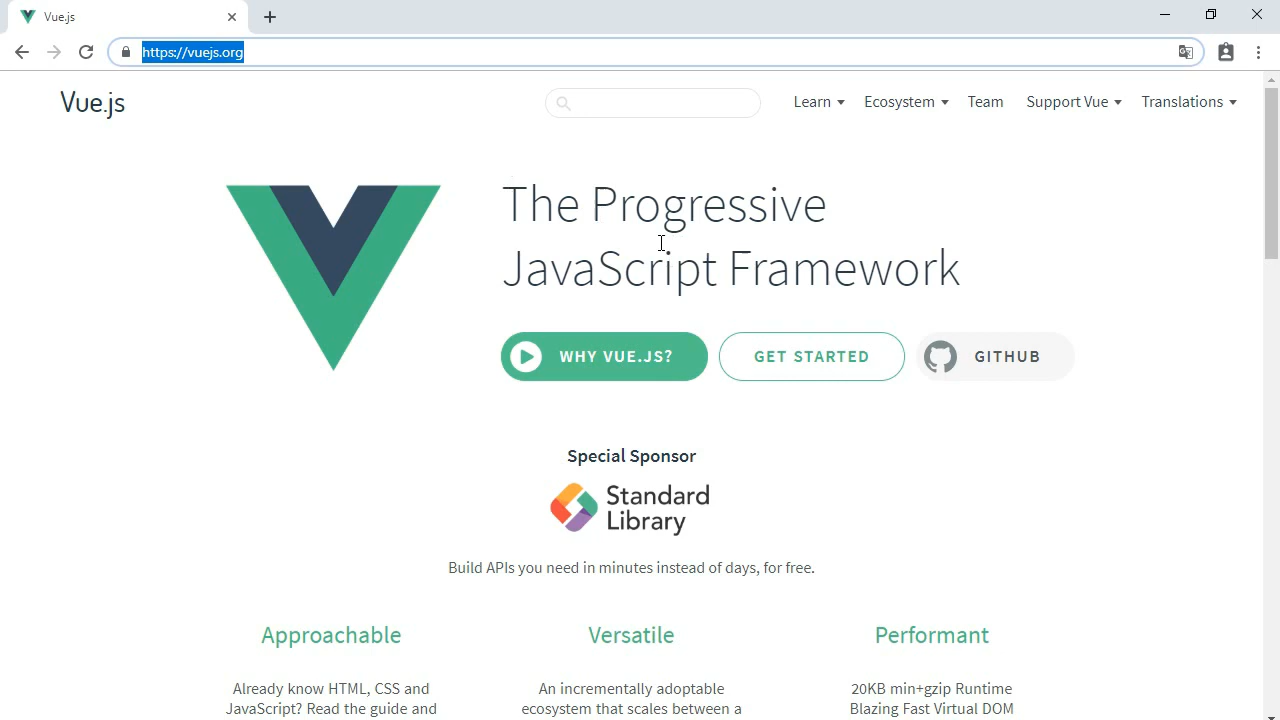 Vue.js
https://vuejs.org
Vue.js
Learn
Ecosystem
Team
Support Vue
Translations
The Progressive
JavaScript Framework
WHY VUE.JS?
GET STARTED
GITHUB
Special Sponsor
Standard
Library
Build APIs you need in minutes instead of days, for free.
Approachable
Already know HTML, CSS and
JavaScript? Read the guide and
Versatile
An incrementally adoptable
ecosystem that scales between a
Performant
20KB min+gzip Runtime
Blazing Fast Virtual DOM